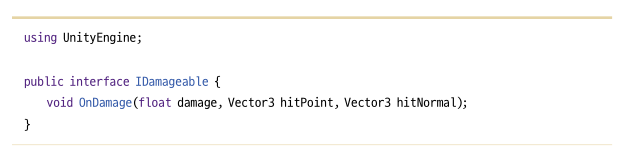 using UnityEngine;

public interface IDamageable {
    void OnDamage(float damage, Vector3 hitPoint, Vector3 hitNormal);
}